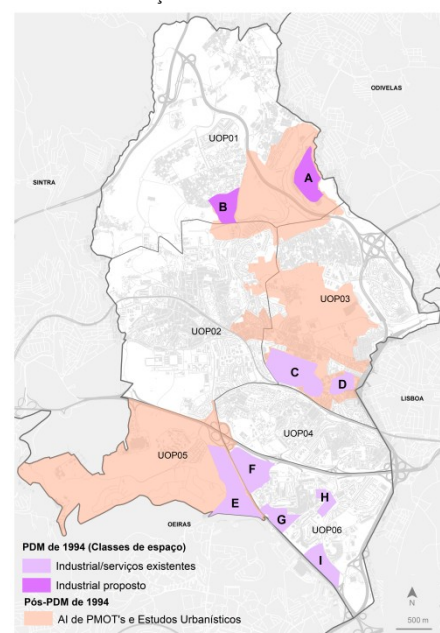 ODIVELAS
UOP01
A
SINTRA
B
UOP03
UOP02
C
D
LISBOA
UOP04
UOP05
F
E
H
G
OEIRAS
UOP06
I
PDM de 1994 (Classes de espaço)
Industrial/serviços existentes
Industrial proposto
Pós-PDM de 1994
AI de PMOT's e Estudos Urbanísticos
N
500 m